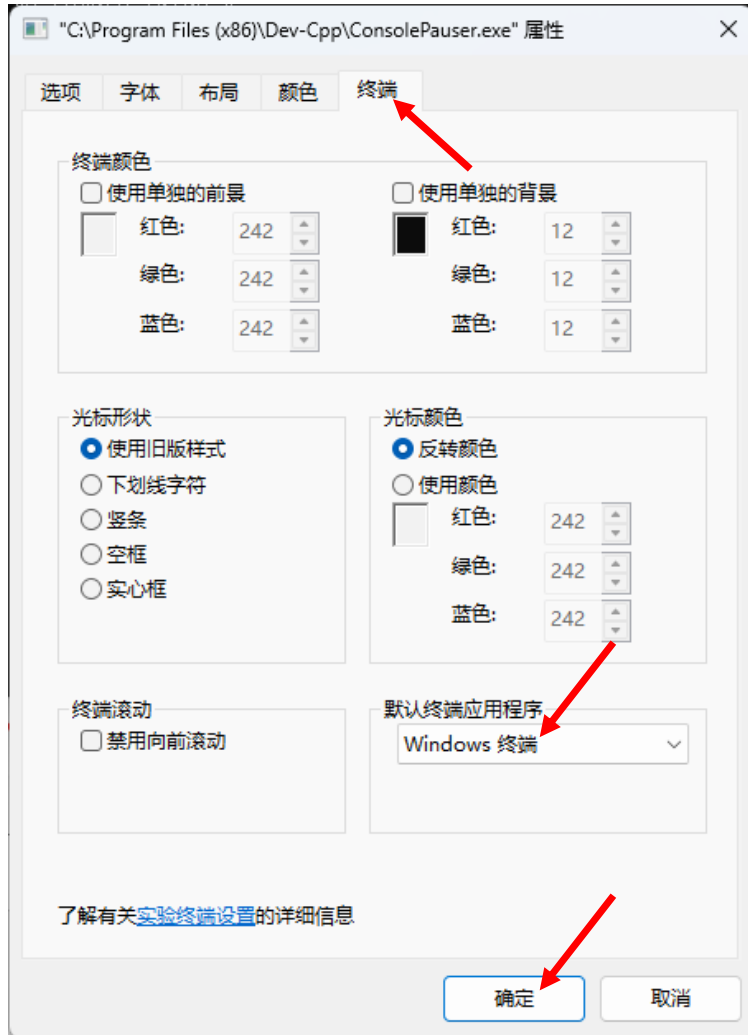 "C:\Program Files (x86)\Dev-Cpp\ConsolePauser.exe" 属性
选项 字体 布局 颜色 终端
终端颜色
使用单独的前景
红色: 242
绿色: 242
蓝色: 242
使用单独的背景
红色: 12
绿色: 12
蓝色: 12
光标形状
使用旧版样式
下划线字符
竖条
空框
实心框
光标颜色
反转颜色
使用颜色
红色: 242
绿色: 242
蓝色: 242
终端滚动
禁用向前滚动
默认终端应用程序
Windows 终端
了解有关实验终端设置的详细信息
确定 取消